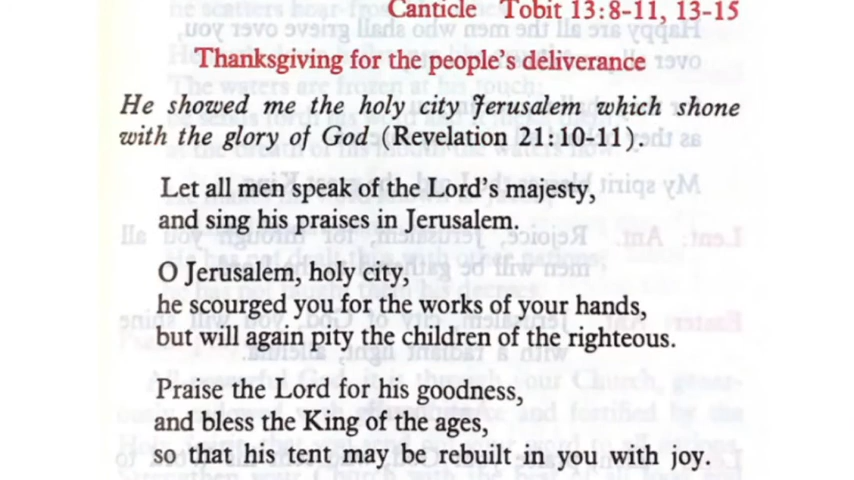 Canticle Tobit 13:8-11, 13-15
Thanksgiving for the people's deliverance
He showed me the holy city Jerusalem which shone
with the glory of God (Revelation 21:10-11).
Let all men speak of the Lord's majesty,
and sing his praises in Jerusalem.
O Jerusalem, holy city,
he scourged you for the works of your hands,
but will again pity the children of the righteous.
Praise the Lord for his goodness,
and bless the King of the ages,
so that his tent may be rebuilt in you with joy.